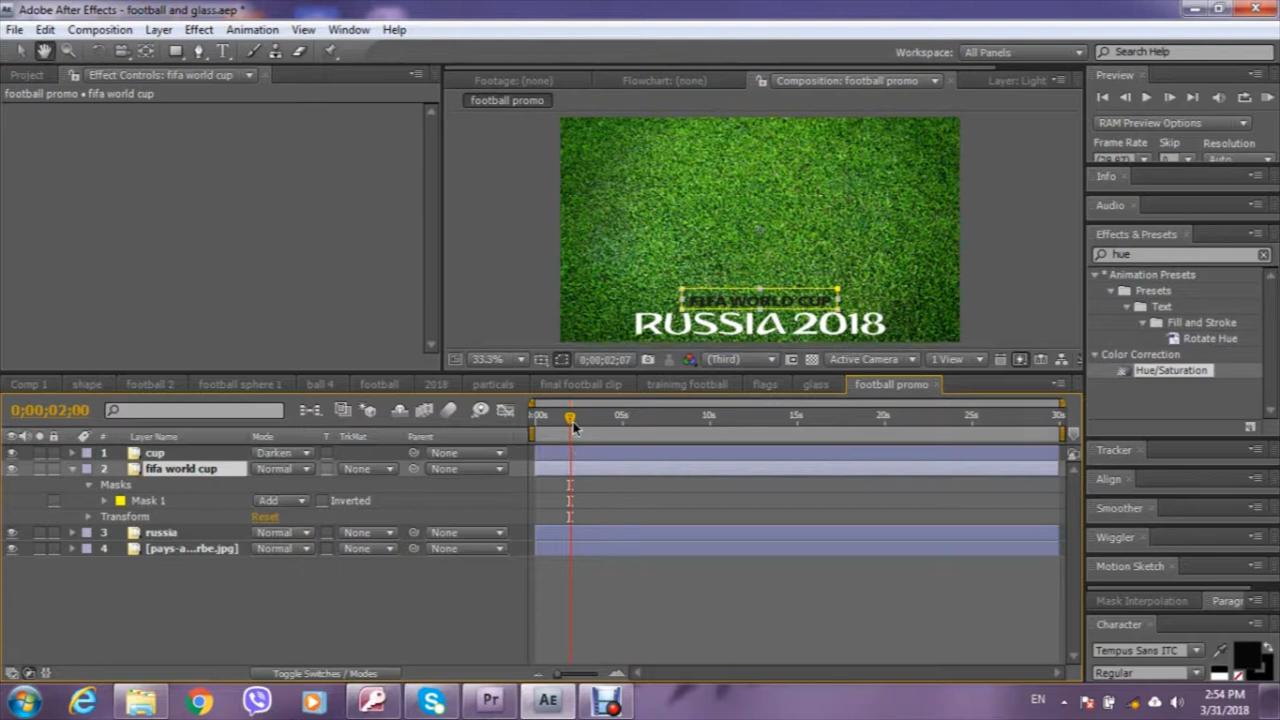 Adobe After Effects - football and glass.aep *
File Edit Composition Layer Effect Animation View Window Help
Workspace: All Panels Search Help
Project Effect Controls: fifa world cup
football promo • fifa world cup
Footage: (none) Flowchart: (none) Composition: football promo Layer: Light
football promo
FIFA WORLD CUP
RUSSIA 2018
33.3% 0;00;02;07 (Third) Active Camera 1 View
Preview
RAM Preview Options
Frame Rate Skip Resolution
(29.97) Auto
Info
Audio
Effects & Presets
hue
* Animation Presets
Presets
Text
Fill and Stroke
Rotate Hue
Color Correction
Hue/Saturation
Comp 1 shape football 2 football sphere 1 ball 4 football 2018 particals final football clip training football flags glass football promo
0;00;02;00
:00s 05s 10s 15s 20s 25s 30s
# Layer Name Mode T TrkMat Parent
1 cup Darken None
2 fifa world cup Normal None None
Masks
Mask 1 Add Inverted
Transform Reset
3 russia Normal None None
4 [pays-a...rbe.jpg] Normal None None
Toggle Switches / Modes
Tracker
Align
Smoother
Wiggler
Motion Sketch
Mask Interpolation Paragr
Character
Tempus Sans ITC
Regular
EN 2:54 PM
3/31/2018